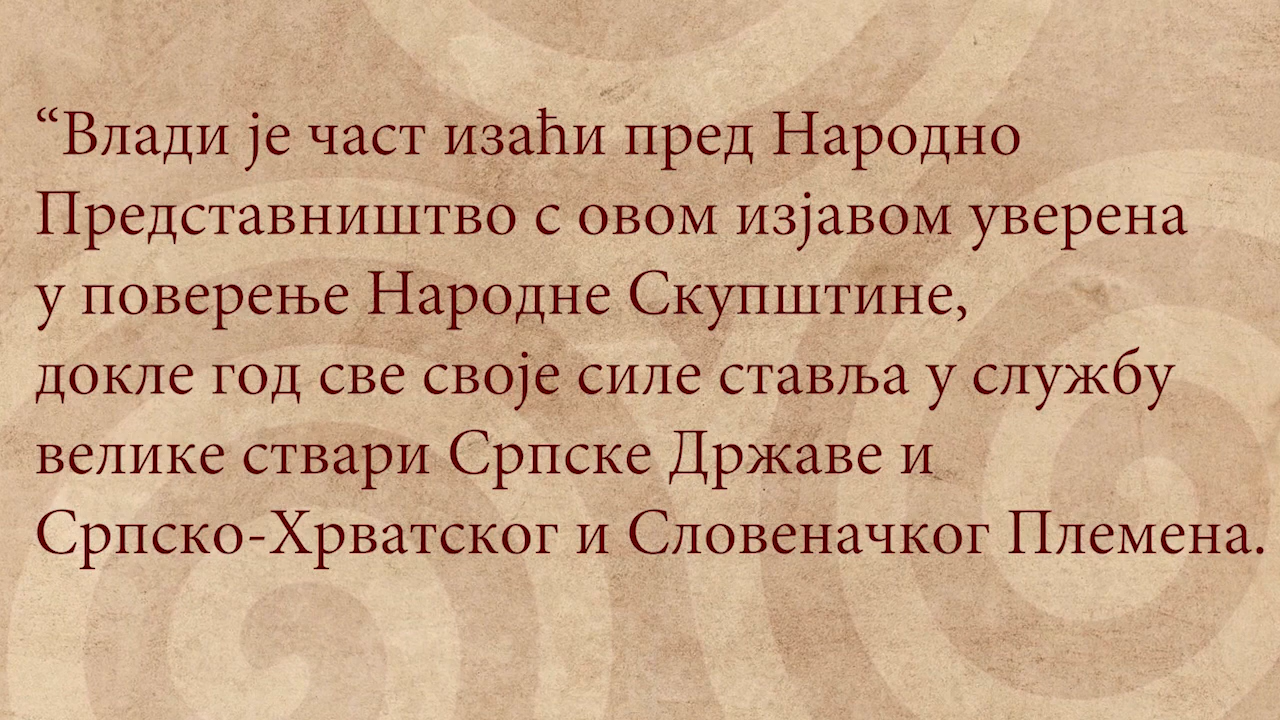 “Влади је част изаћи пред Народно
Представништво с овом изјавом уверена
у поверење Народне Скупштине,
докле год све своје силе ставља у службу
велике ствари Српске Државе и
Српско-Хрватског и Словеначког Племена.